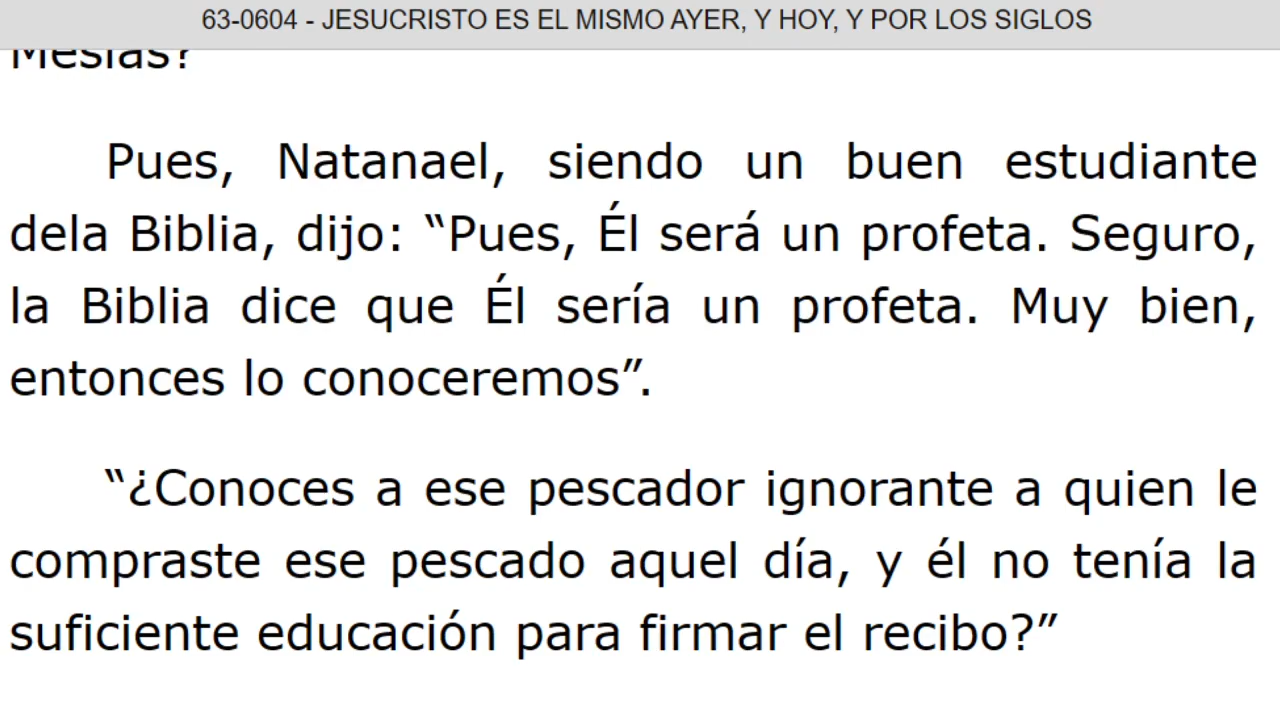 63-0604 - JESUCRISTO ES EL MISMO AYER, Y HOY, Y POR LOS SIGLOS
Mesías?
Pues, Natanael, siendo un buen estudiante
dela Biblia, dijo: “Pues, Él será un profeta. Seguro,
la Biblia dice que Él sería un profeta. Muy bien,
entonces lo conoceremos”.
“¿Conoces a ese pescador ignorante a quien le
compraste ese pescado aquel día, y él no tenía la
suficiente educación para firmar el recibo?”